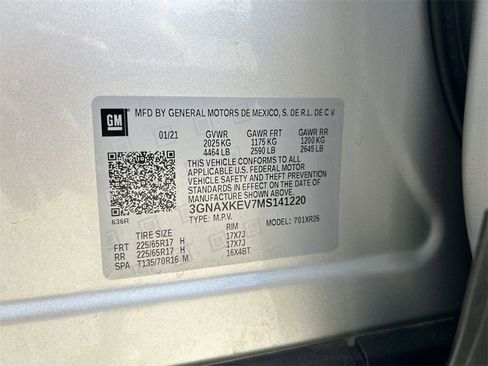 GM
MFD BY GENERAL MOTORS DE MEXICO, S. DE R.L. DE C V
01/21 GVWR GAWR FRT GAWR RR
2025 KG 1175 KG 1200 KG
4464 LB 2590 LB 2645 LB
THIS VEHICLE CONFORMS TO ALL
APPLICABLE U.S. FEDERAL MOTOR
VEHICLE SAFETY AND THEFT PREVENTION
STANDARDS IN EFFECT ON THE DATE OF
MANUFACTURE SHOWN ABOVE.
3GNAXKEV7MS141220
636R TYPE: M.P.V. MODEL: 701XR26
TIRE SIZE RIM
FRT 225/65R17 H 17X7J
RR 225/65R17 H 17X7J
SPA T135/70R16 M 16X4BT